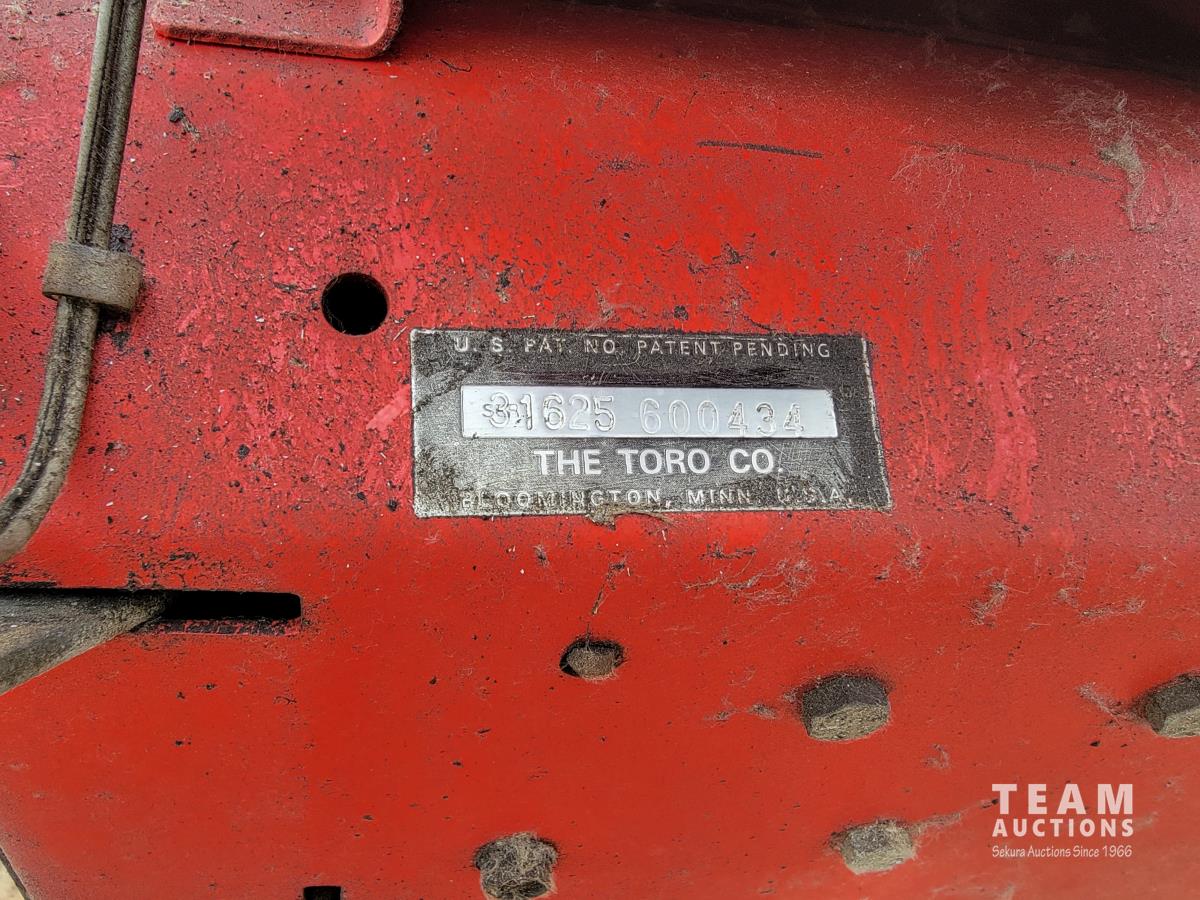 U. S. PAT. NO. PATENT PENDING
31625 600434
THE TORO CO.
BLOOMINGTON, MINN. U.S.A.
TEAM
AUCTIONS
Sekura Auctions Since 1966